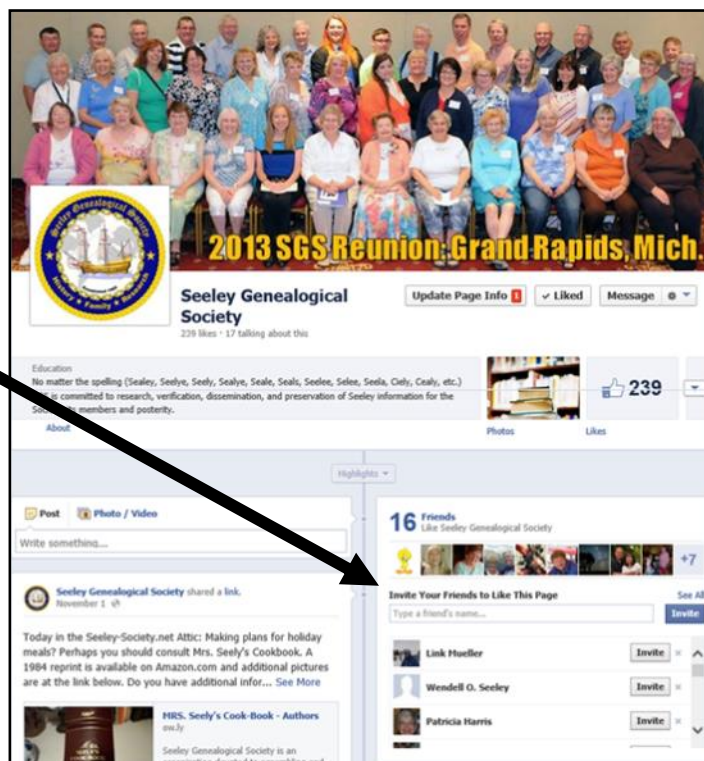 2013 SGS Reunion: Grand Rapids, Mich.
Seeley Genealogical Society
History * Family * Research
Seeley Genealogical
Society
239 likes · 17 talking about this
Update Page Info 1
✓ Liked
Message
Education
No matter the spelling (Sealey, Seelye, Seely, Sealye, Seale, Seals, Seelee, Selee, Seela, Ciely, Cealy, etc.)
is committed to research, verification, dissemination, and preservation of Seeley information for the
members and posterity.
About
Photos
239
Likes
Highlights
Post
Photo / Video
Write something...
Seeley Genealogical Society shared a link.
November 1
Today in the Seeley-Society.net Attic: Making plans for holiday
meals? Perhaps you should consult Mrs. Seely's Cookbook. A
1984 reprint is available on Amazon.com and additional pictures
are at the link below. Do you have additional infor... See More
MRS. Seely's Cook-Book - Authors
ow.ly
Seeley Genealogical Society is an
16 Friends
Like Seeley Genealogical Society
+7
Invite Your Friends to Like This Page
See All
Type a friend's name...
Invite
Link Mueller
Invite
Wendell O. Seeley
Invite
Patricia Harris
Invite